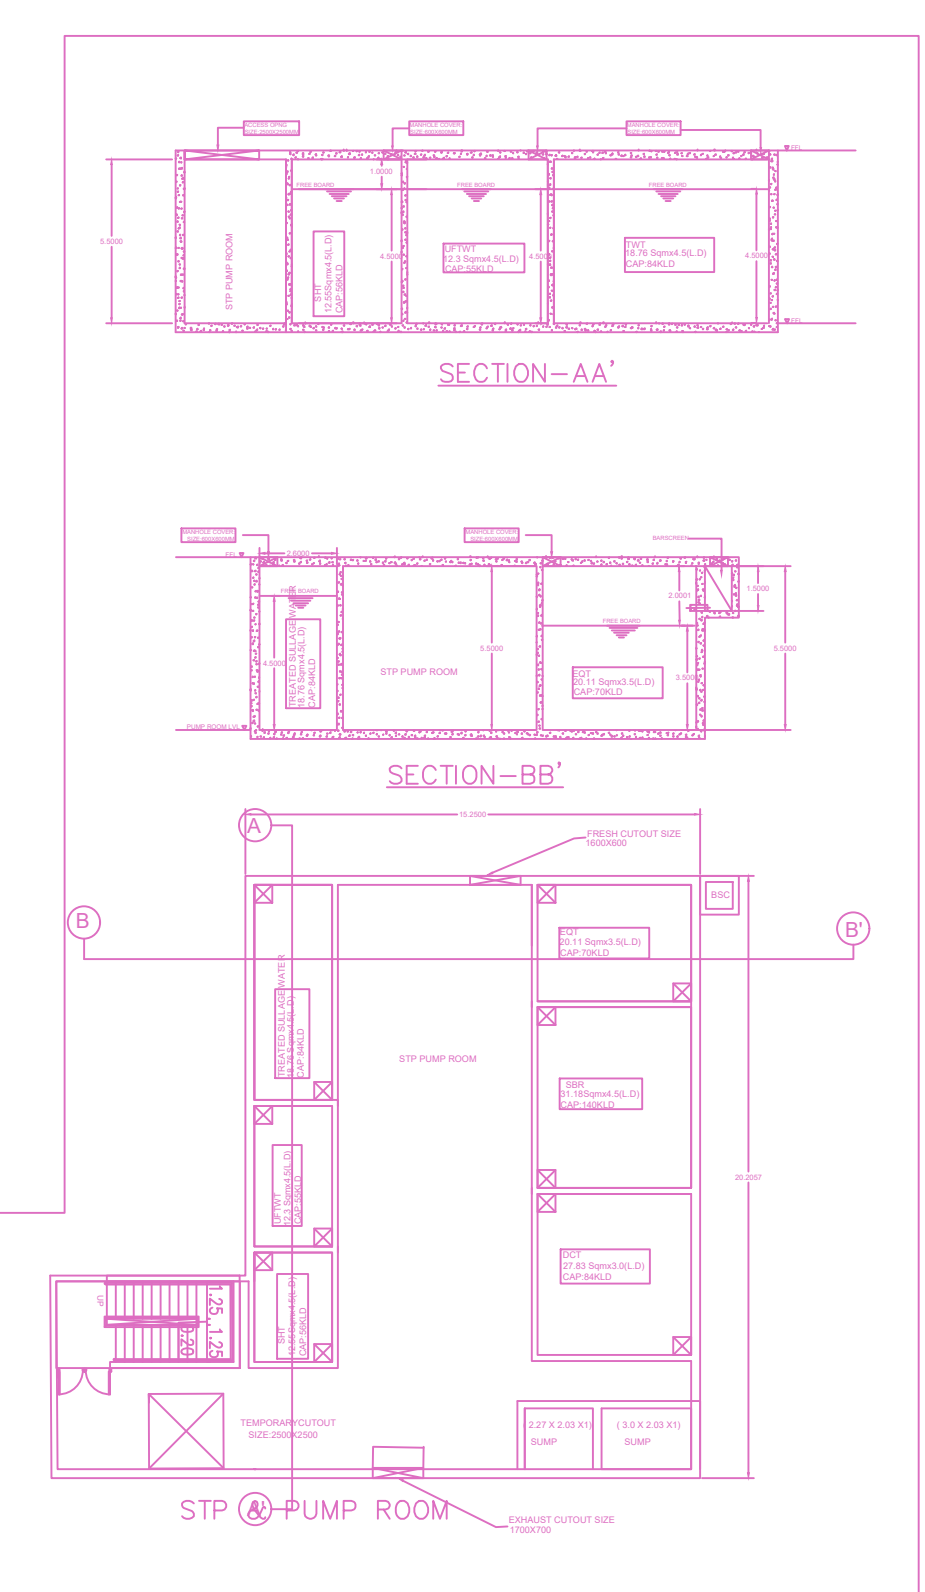 ACCESS OPNG
SIZE 2500X2500MM
MANHOLE COVER
SIZE:600X600MM
MANHOLE COVER
SIZE:600X600MM
FFL
1.0000
FREE BOARD
FREE BOARD
FREE BOARD
5.5000
STP PUMP ROOM
SHT
12.55Sqmx4.5(L.D)
CAP:56KLD
4.5000
UFTWT
12.3 Sqmx4.5(L.D)
CAP:55KLD
4.5000
TWT
18.76 Sqmx4.5(L.D)
CAP:84KLD
4.5000
FFL
SECTION-AA'
MANHOLE COVER
SIZE:600X600MM
MANHOLE COVER
SIZE:600X600MM
BARSCREEN
FFL
2.6000
FREE BOARD
TREATED SULLAGE WATER
18.76 Sqmx4.5(L.D)
CAP:84KLD
4.5000
STP PUMP ROOM
5.5000
2.0001
1.5000
FREE BOARD
EQT
20.11 Sqmx3.5(L.D)
CAP:70KLD
3.5000
5.5000
PUMP ROOM LVL
SECTION-BB'
15.2500
A
FRESH CUTOUT SIZE
1600X600
BSC
B
B'
EQT
20.11 Sqmx3.5(L.D)
CAP:70KLD
TREATED SULLAGE WATER
18.76 Sqmx4.5(L.D)
CAP:84KLD
STP PUMP ROOM
SBR
31.18Sqmx4.5(L.D)
CAP:140KLD
20.2057
UFTWT
12.3 Sqmx4.5(L.D)
CAP:55KLD
DCT
27.83 Sqmx3.0(L.D)
CAP:84KLD
SHT
12.55Sqmx4.5(L.D)
CAP:56KLD
UP
1.25
1.25
TEMPORARYCUTOUT
SIZE:2500X2500
( 2.27 X 2.03 X1)
SUMP
( 3.0 X 2.03 X1)
SUMP
STP & PUMP ROOM
A'
EXHAUST CUTOUT SIZE
1700X700